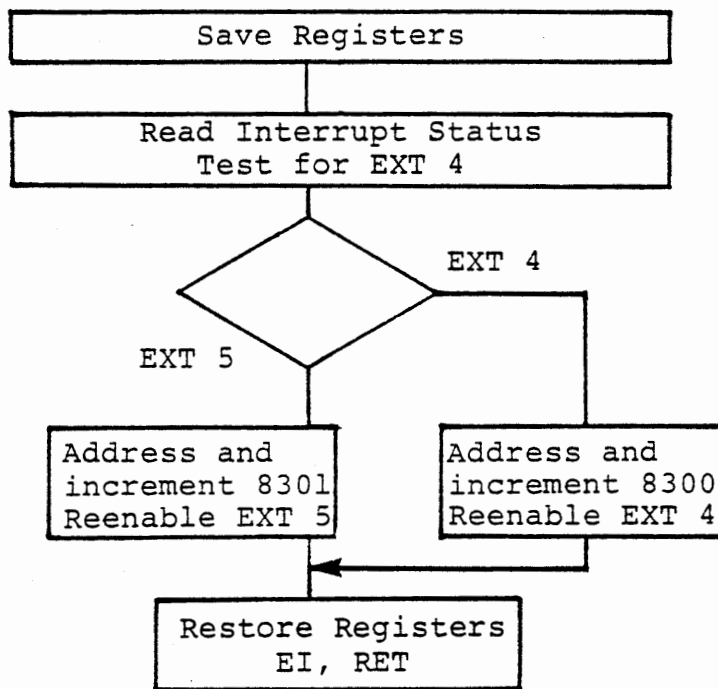 Save Registers
Read Interrupt Status
Test for EXT 4
EXT 4
EXT 5
Address and
increment 8301
Reenable EXT 5
Address and
increment 8300
Reenable EXT 4
Restore Registers
EI, RET